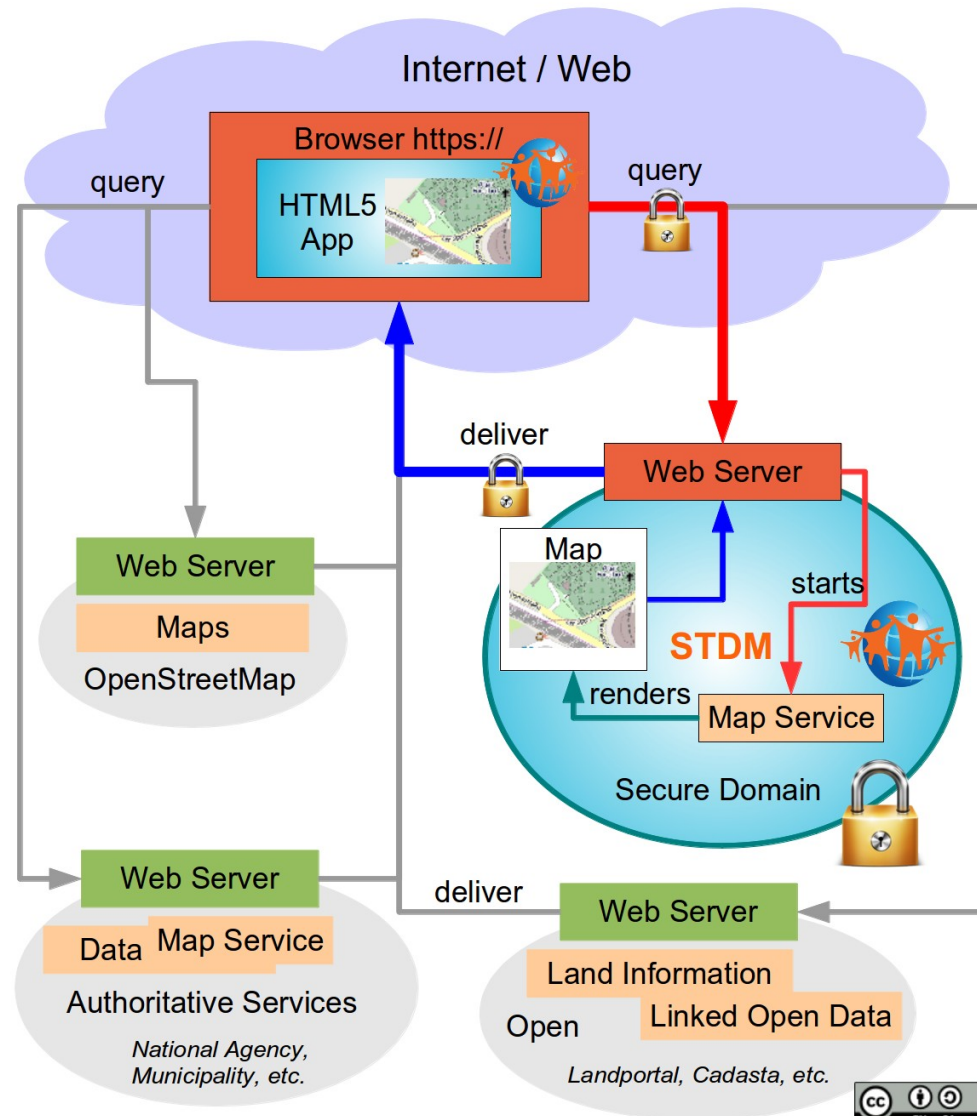 Internet / Web
Browser https://
query
query
HTML5
App
deliver
Web Server
Map
starts
STDM
renders
Map Service
Secure Domain
Web Server
Maps
OpenStreetMap
Web Server
Data
Map Service
Authoritative Services
National Agency,
Municipality, etc.
deliver
Web Server
Land Information
Linked Open Data
Open
Landportal, Cadasta, etc.
cc